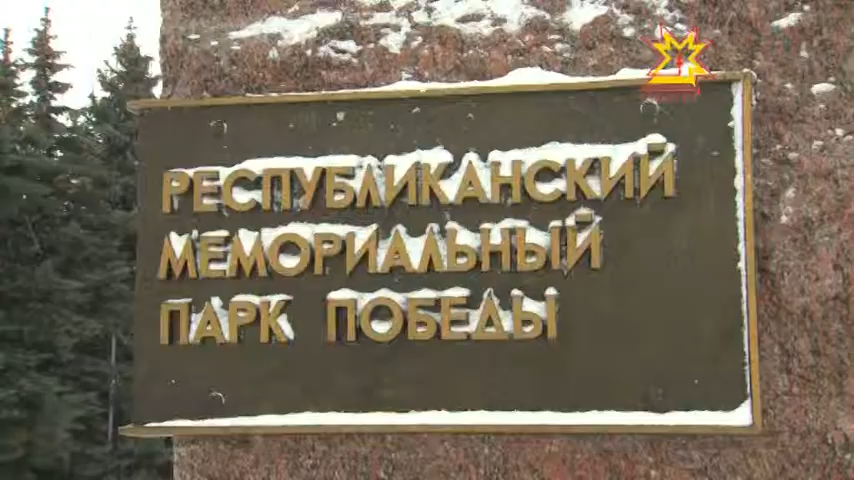 РЕСПУБЛИКАНСКИЙ
МЕМОРИАЛЬНЫЙ
ПАРК ПОБЕДЫ